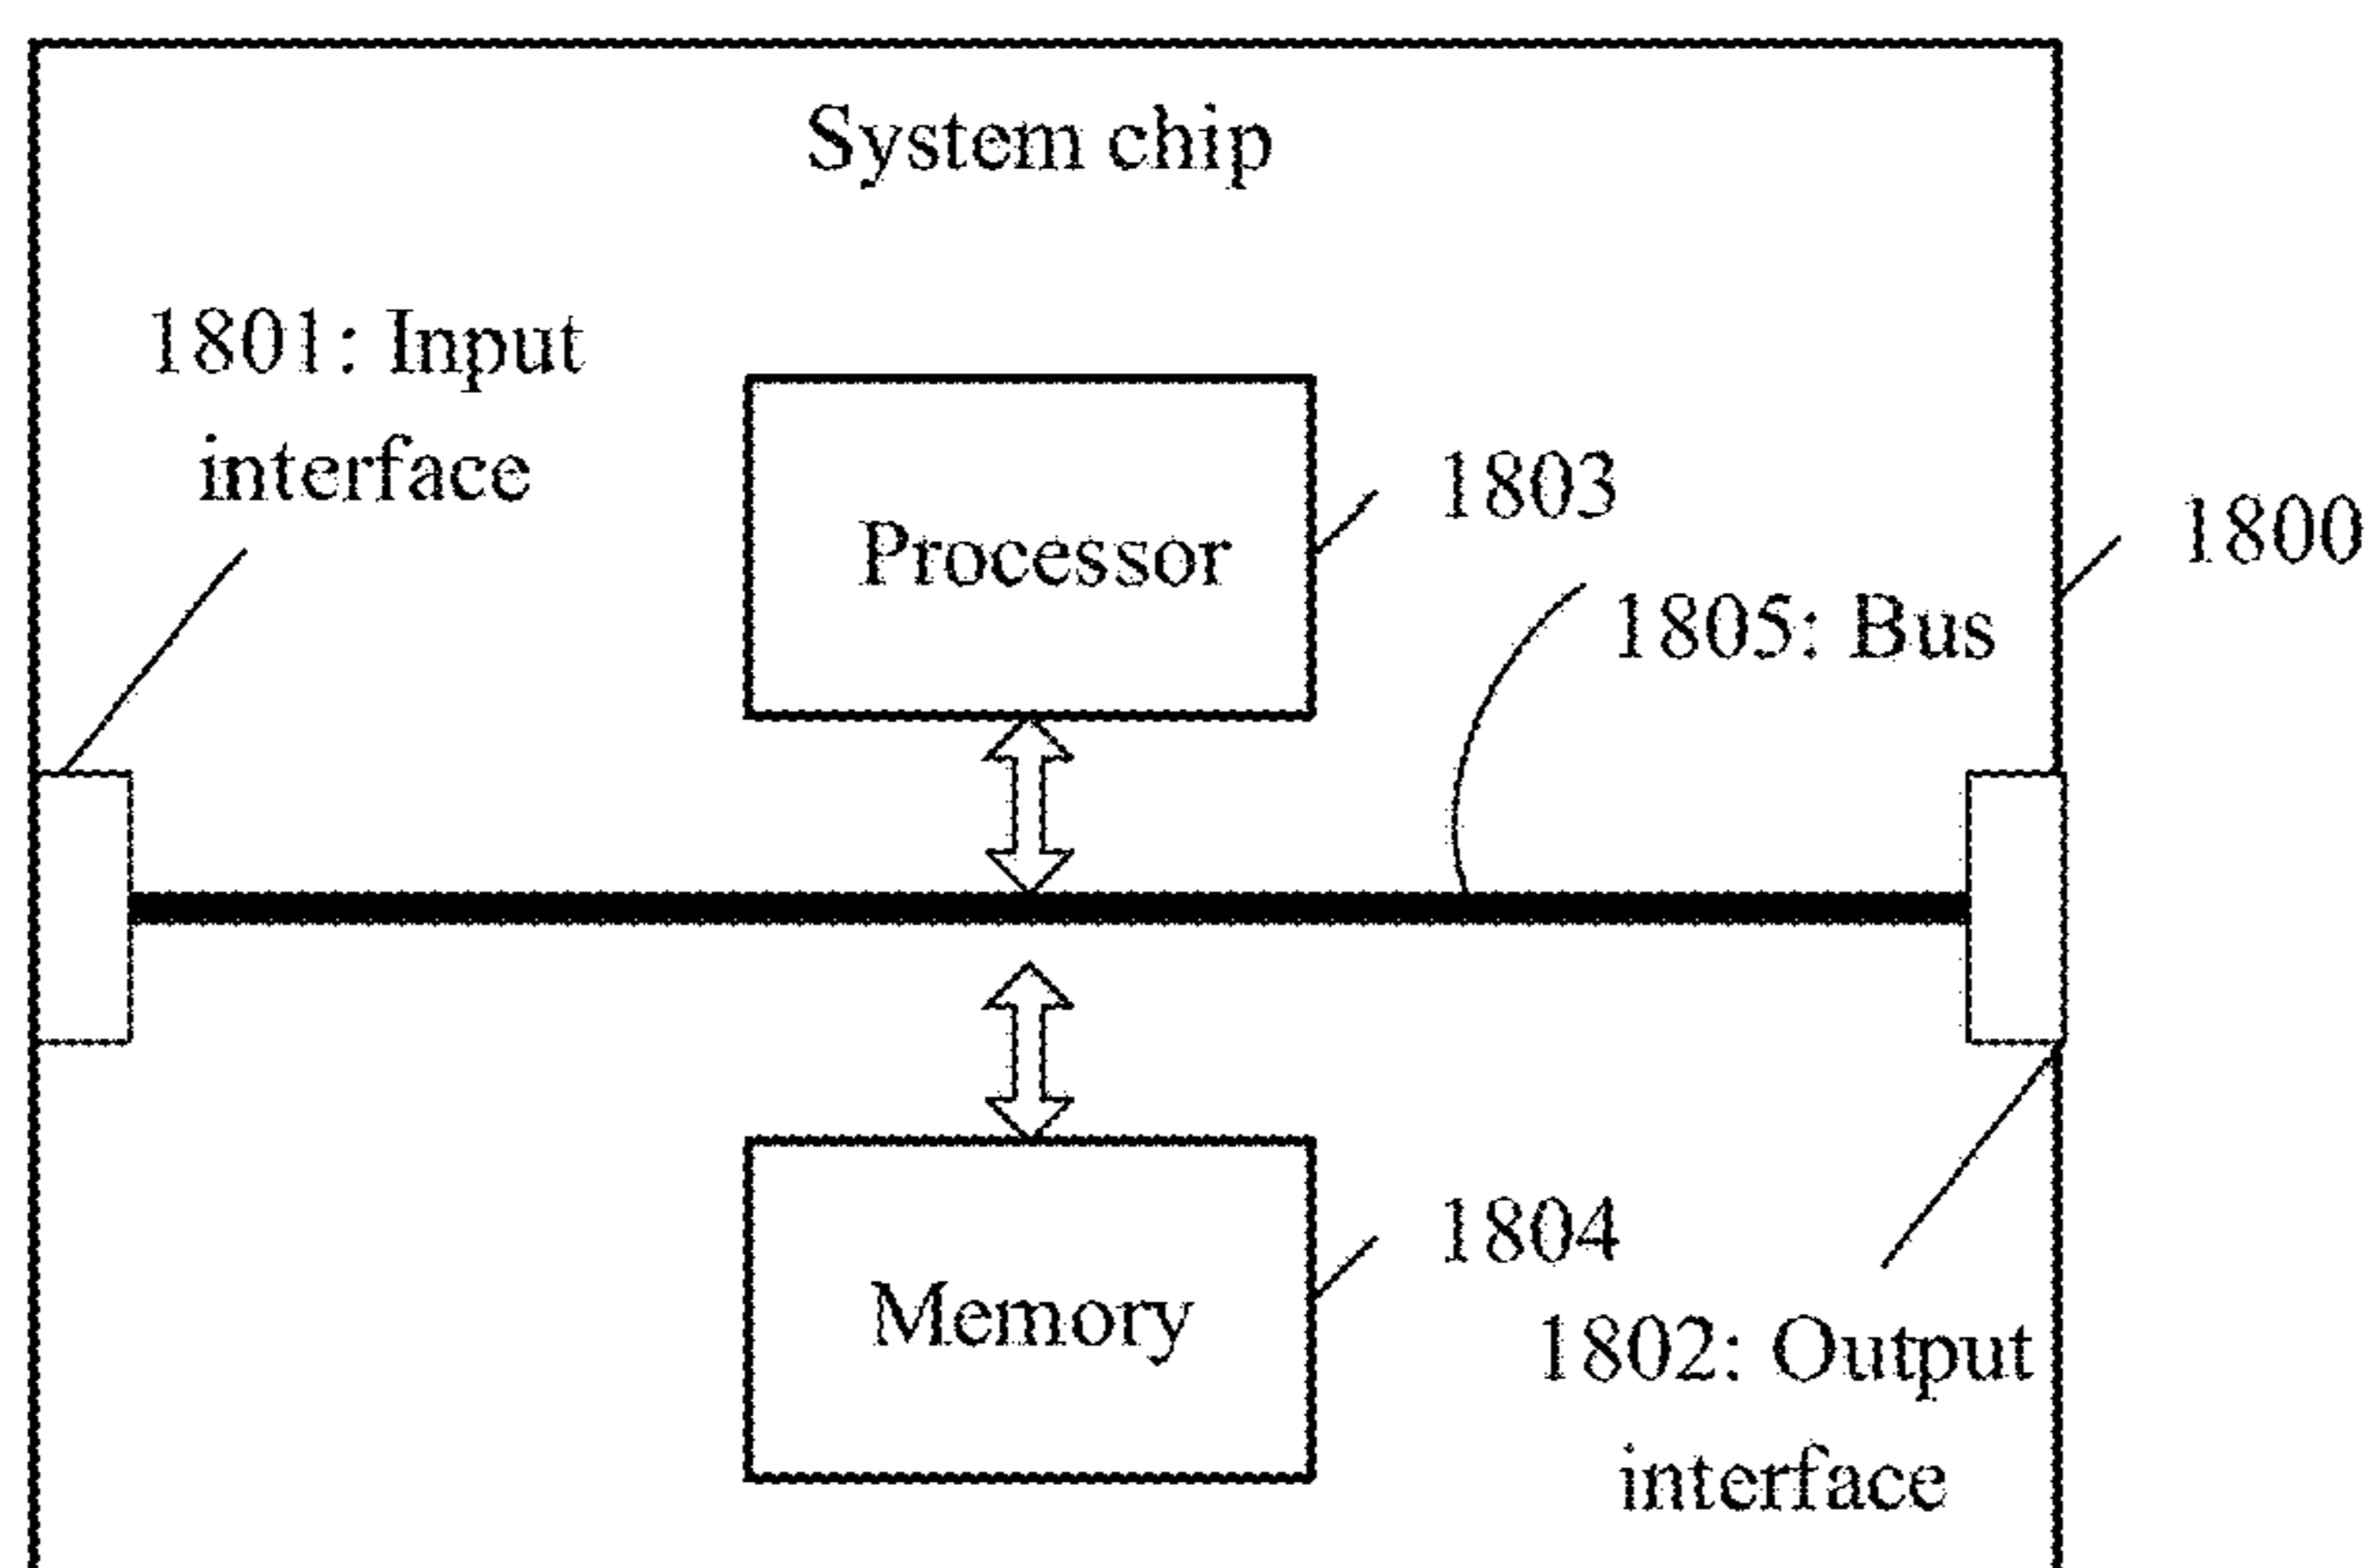 System chip
1801: Input
interface
1803
1800
Processor
1805: Bus
1804
Memory
1802: Output
interface